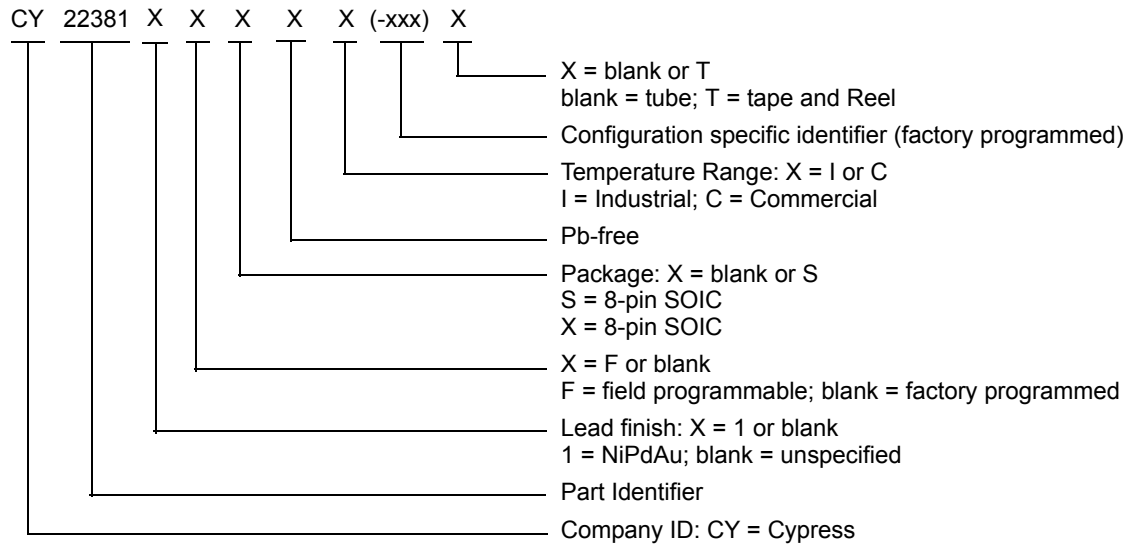 CY 22381 X X X X X (-xxx) X
X = blank or T
blank = tube; T = tape and Reel
Configuration specific identifier (factory programmed)
Temperature Range: X = I or C
I = Industrial; C = Commercial
Pb-free
Package: X = blank or S
S = 8-pin SOIC
X = 8-pin SOIC
X = F or blank
F = field programmable; blank = factory programmed
Lead finish: X = 1 or blank
1 = NiPdAu; blank = unspecified
Part Identifier
Company ID: CY = Cypress